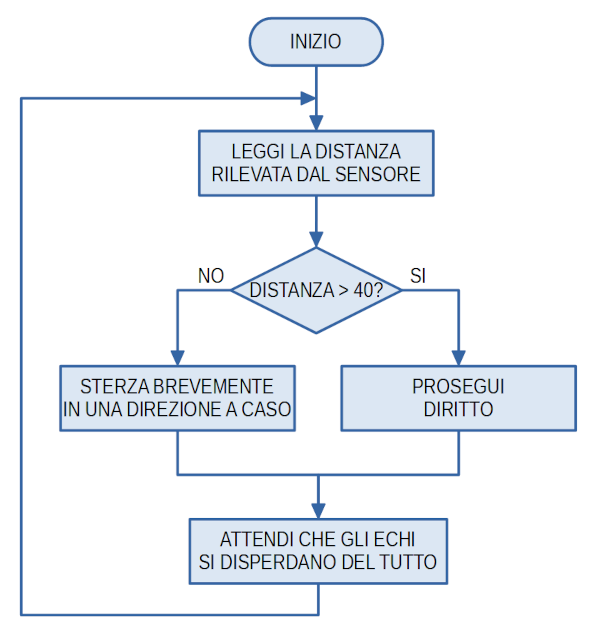 INIZIO
LEGGI LA DISTANZA
RILEVATA DAL SENSORE
NO
DISTANZA > 40?
SI
STERZA BREVEMENTE
IN UNA DIREZIONE A CASO
PROSEGUI
DIRITTO
ATTENDI CHE GLI ECHI
SI DISPERDANO DEL TUTTO